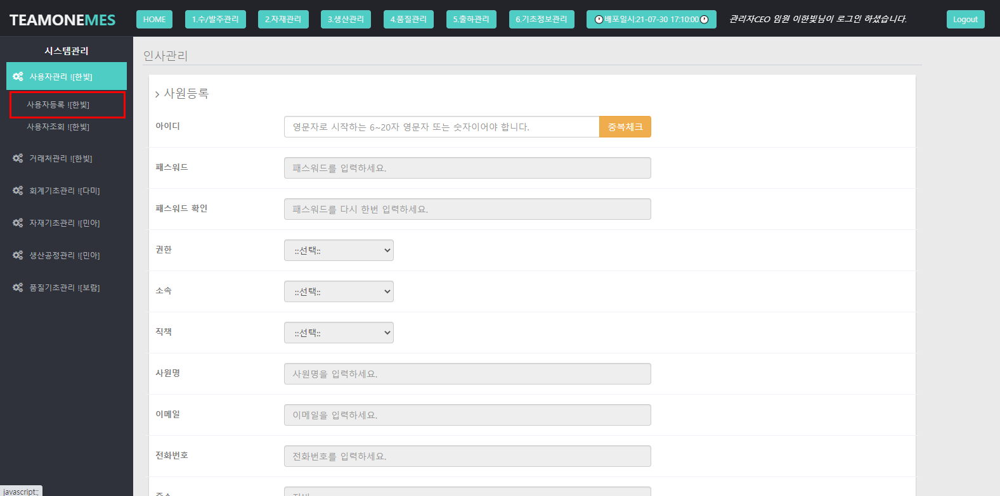 TEAMONEMES HOME 1.수/발주관리 2.자재관리 3.생산관리 4.품질관리 5.출하관리 6.기초정보관리 배포일시:21-07-30 17:10:00 관리자CEO 임원 이한빛님이 로그인 하셨습니다. Logout
시스템관리
사용자관리 ![한빛]
사용자등록 ![한빛]
사용자조회 ![한빛]
거래처관리 ![한빛]
회계기초관리 ![다미]
자재기초관리 ![민아]
생산공정관리 ![민아]
품질기초관리 ![보람]
인사관리
> 사원등록
아이디 영문자로 시작하는 6~20자 영문자 또는 숫자이어야 합니다. 중복체크
패스워드 패스워드를 입력하세요.
패스워드 확인 패스워드를 다시 한번 입력하세요.
권한 ::선택::
소속 ::선택::
직책 ::선택::
사원명 사원명을 입력하세요.
이메일 이메일을 입력하세요.
전화번호 전화번호를 입력하세요.
javascript:;